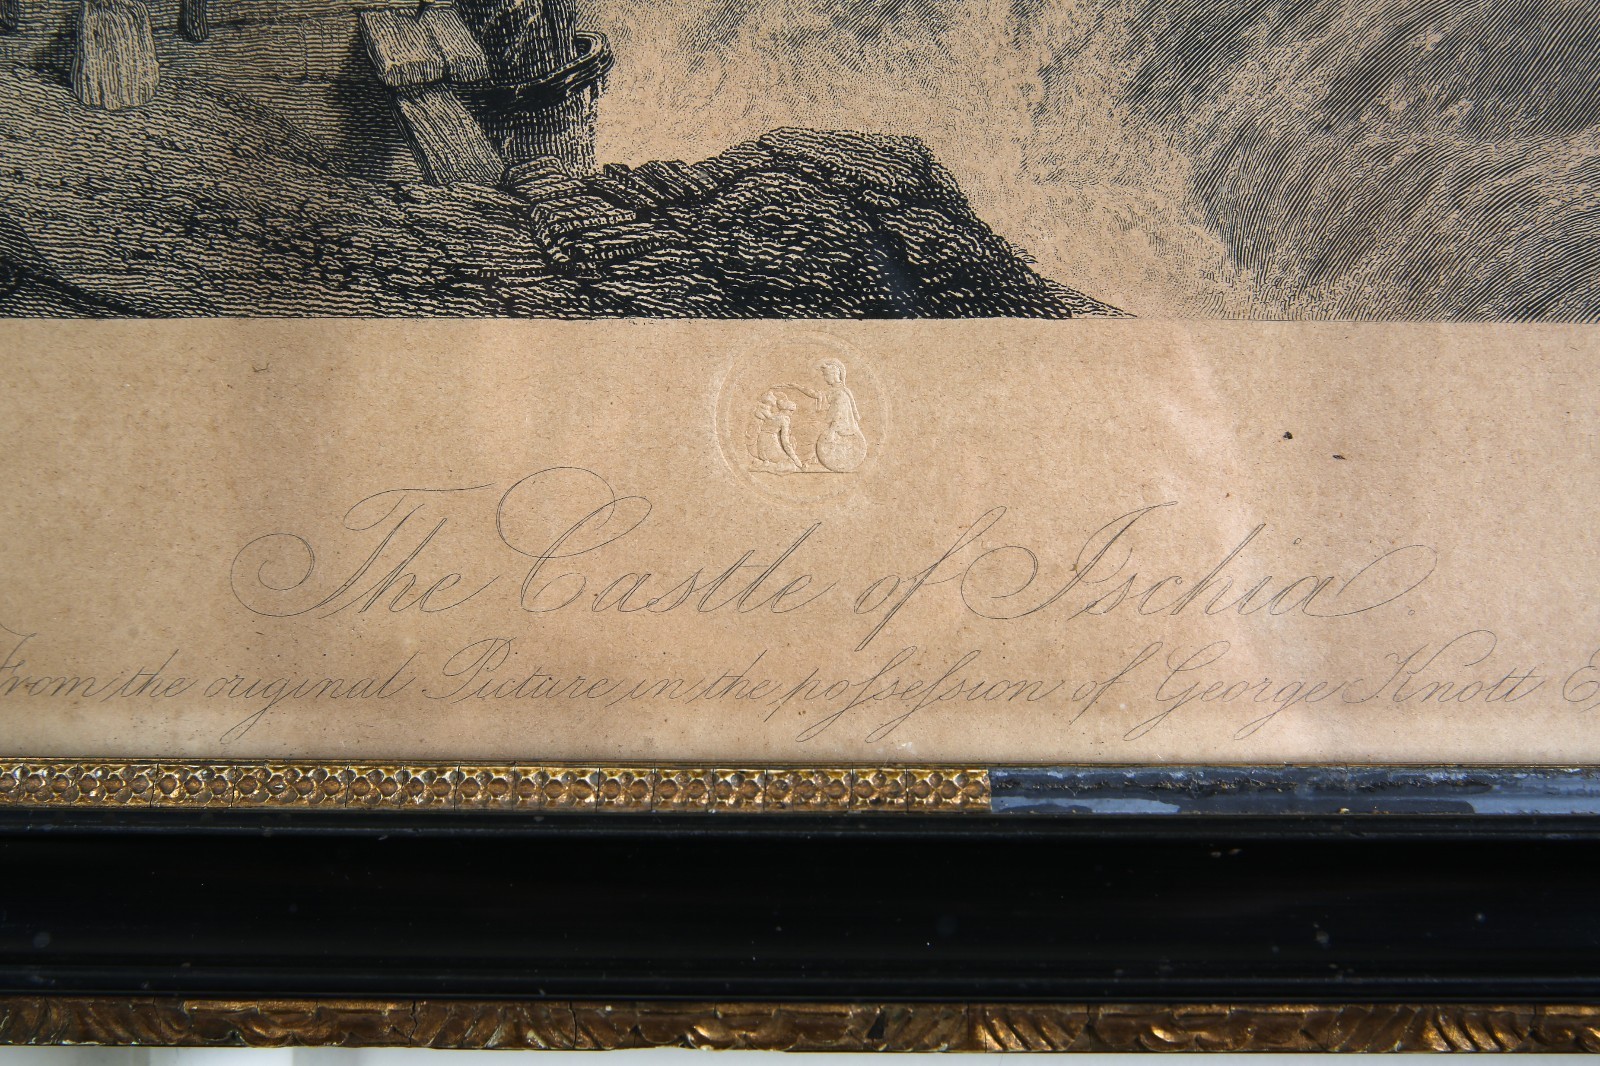 The Castle of Ischia.
From the original Picture in the poſseſsion of George Knott